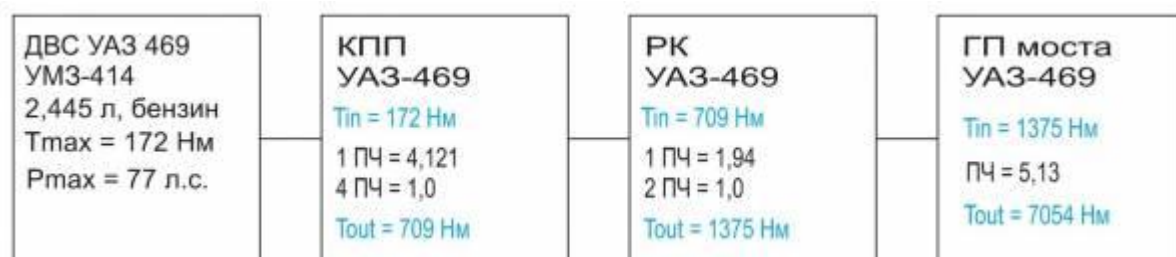 ДВС УАЗ 469
УМЗ-414
2,445 л, бензин
Tmax = 172 Нм
Pmax = 77 л.с.
КПП
УАЗ-469
Tin = 172 Нм
1 ПЧ = 4,121
4 ПЧ = 1,0
Tout = 709 Нм
РК
УАЗ-469
Tin = 709 Нм
1 ПЧ = 1,94
2 ПЧ = 1,0
Tout = 1375 Нм
ГП моста
УАЗ-469
Tin = 1375 Нм
ПЧ = 5,13
Tout = 7054 Нм